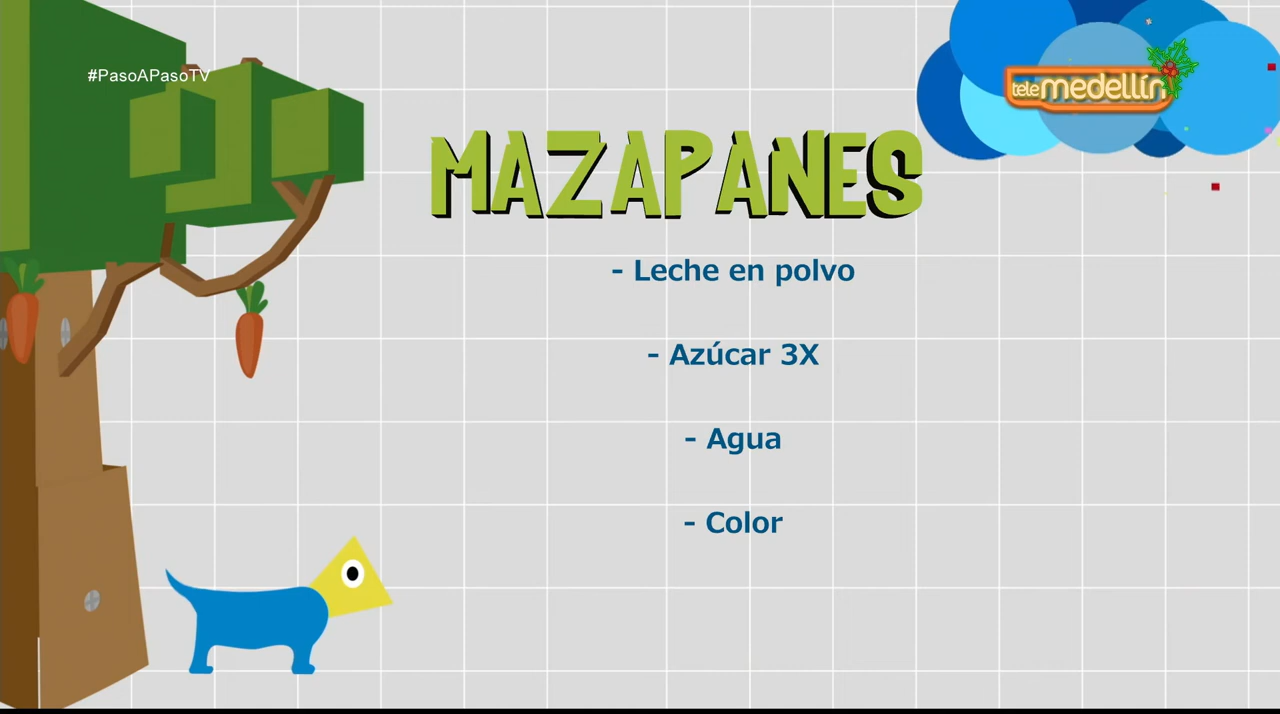 #PasoAPasoTV
telemedellín
MAZAPANES
- Leche en polvo
- Azúcar 3X
- Agua
- Color